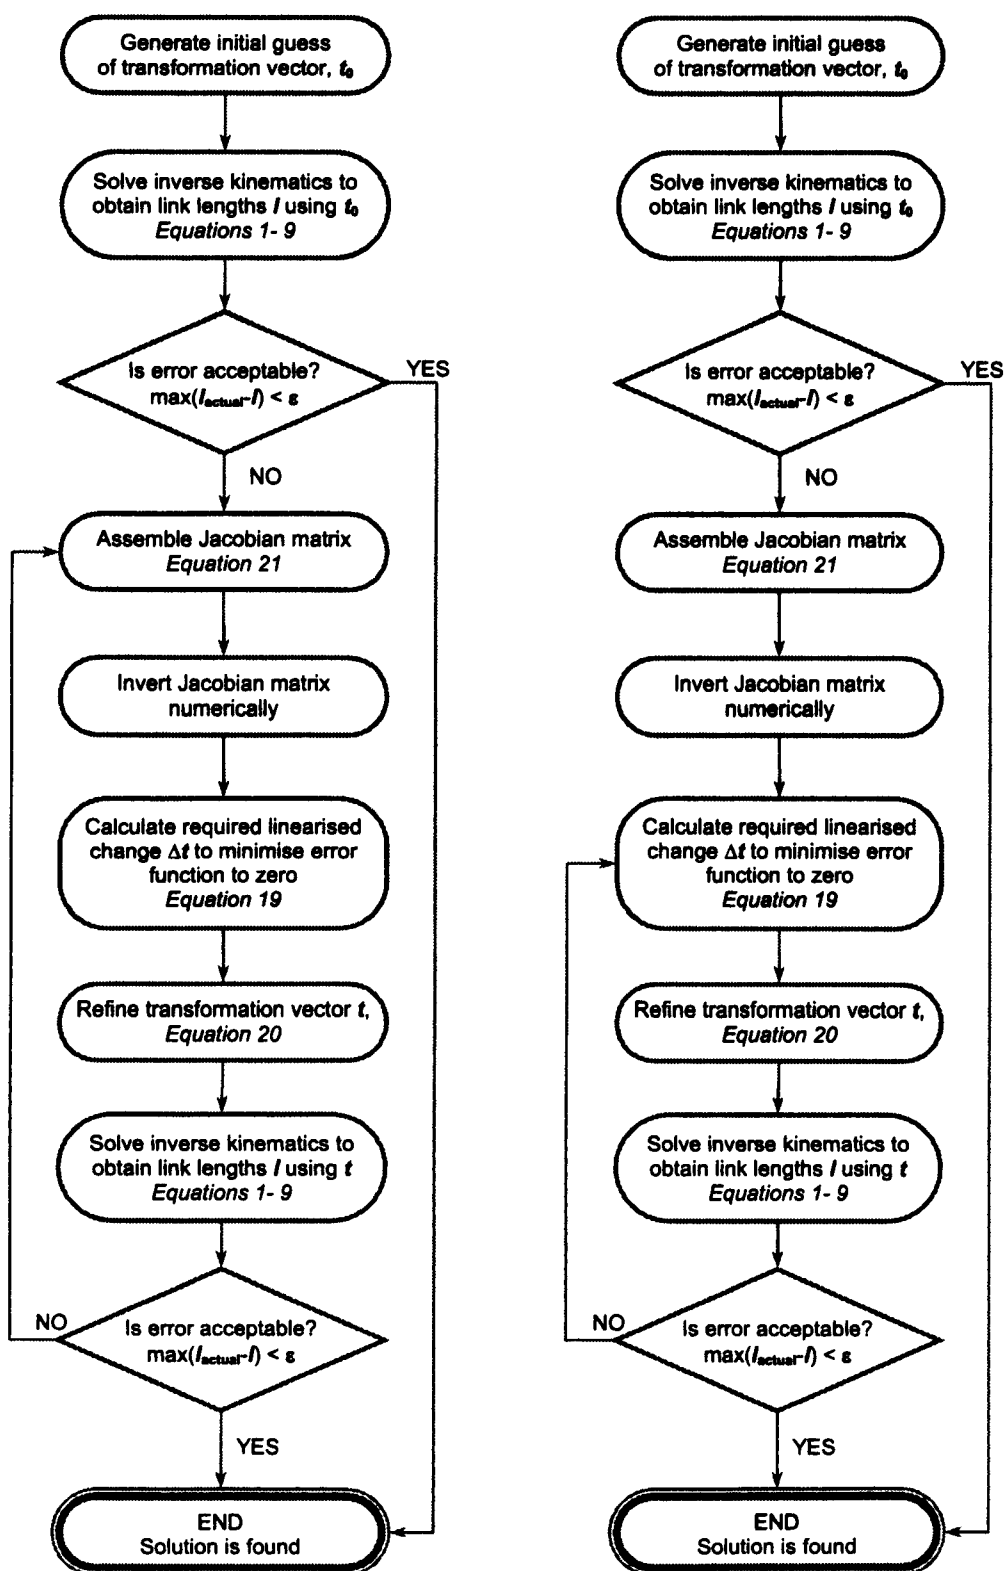 Generate initial guess
of transformation vector, t₀
Solve inverse kinematics to
obtain link lengths l using t₀
Equations 1- 9
Is error acceptable?
max(l_actual-l) < ε
YES
NO
Assemble Jacobian matrix
Equation 21
Invert Jacobian matrix
numerically
Calculate required linearised
change Δt to minimise error
function to zero
Equation 19
Refine transformation vector t,
Equation 20
Solve inverse kinematics to
obtain link lengths l using t
Equations 1- 9
NO
Is error acceptable?
max(l_actual-l) < ε
YES
END
Solution is found
Generate initial guess
of transformation vector, t₀
Solve inverse kinematics to
obtain link lengths l using t₀
Equations 1- 9
Is error acceptable?
max(l_actual-l) < ε
YES
NO
Assemble Jacobian matrix
Equation 21
Invert Jacobian matrix
numerically
Calculate required linearised
change Δt to minimise error
function to zero
Equation 19
Refine transformation vector t,
Equation 20
Solve inverse kinematics to
obtain link lengths l using t
Equations 1- 9
NO
Is error acceptable?
max(l_actual-l) < ε
YES
END
Solution is found